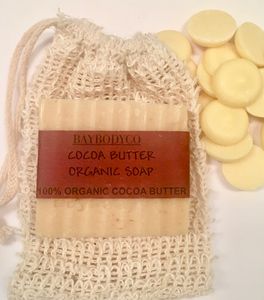 BAYBODYCO
COCOA BUTTER
ORGANIC SOAP
100% ORGANIC COCOA BUTTER